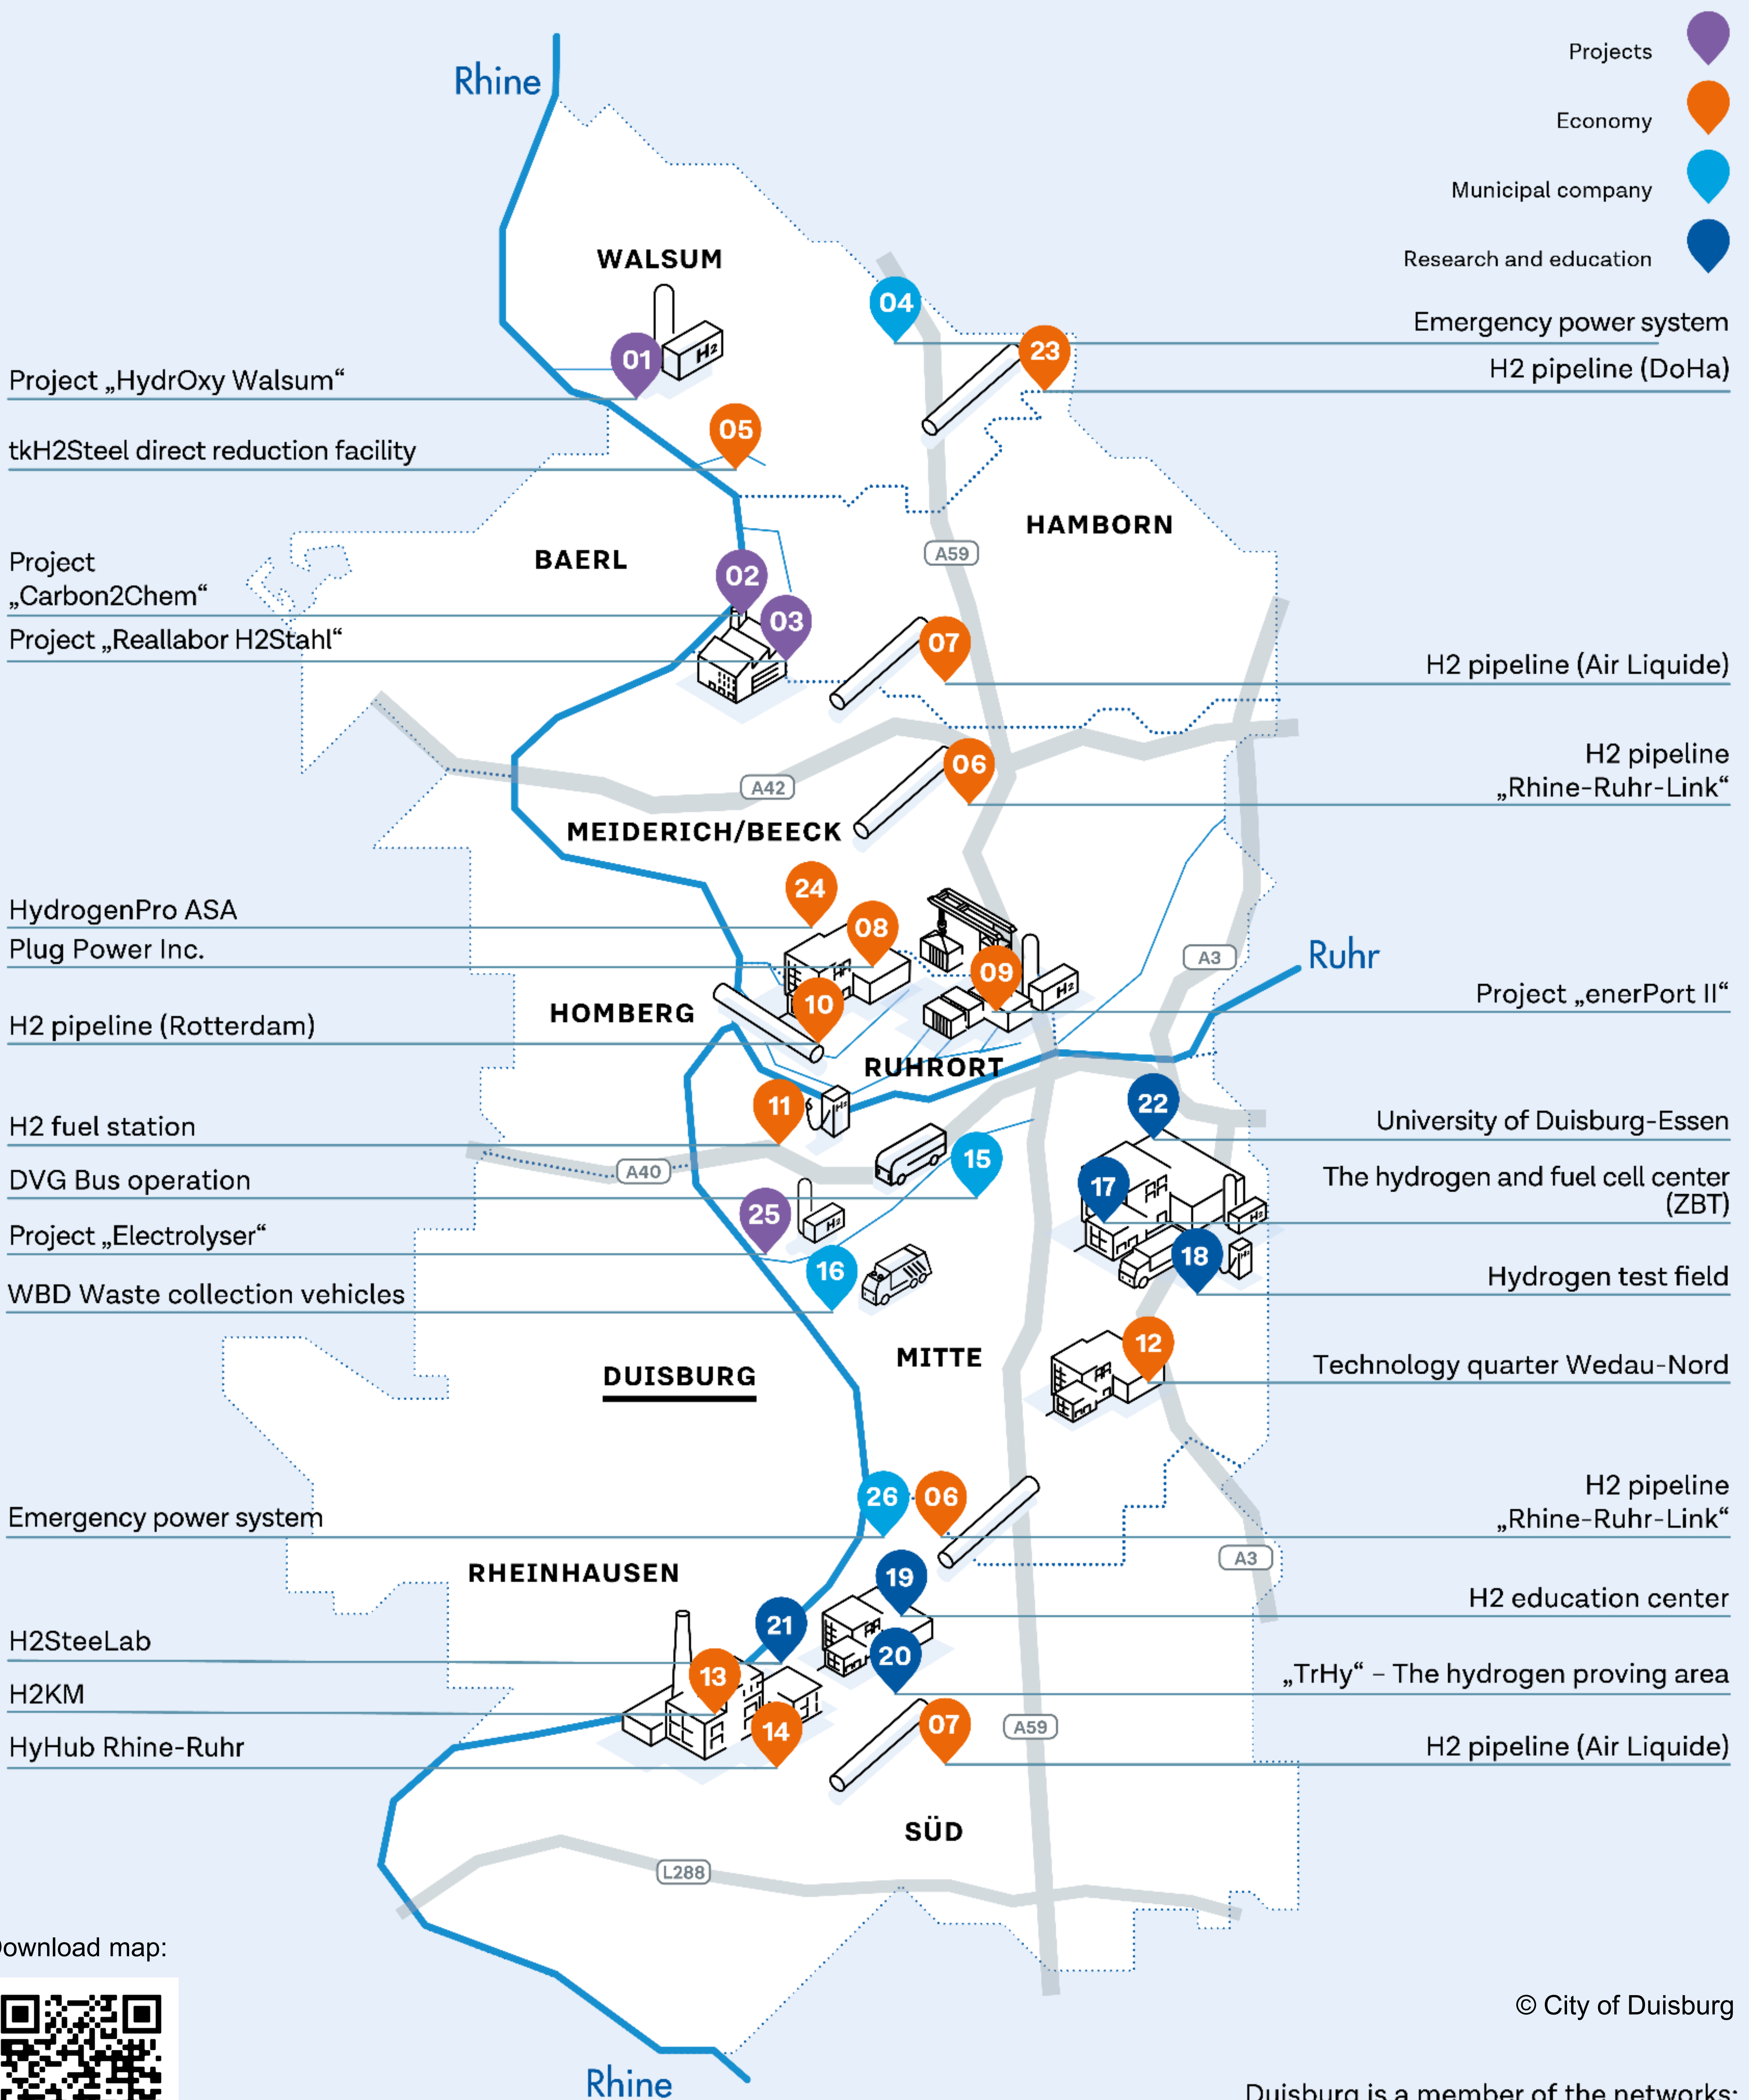 Projects
Economy
Municipal company
Research and education
Rhine
WALSUM
04
Emergency power system
23
H2 pipeline (DoHa)
H2
01
Project „HydrOxy Walsum“
05
tkH2Steel direct reduction facility
HAMBORN
A59
BAERL
Project
„Carbon2Chem“
02
Project „Reallabor H2Stahl“
03
07
H2 pipeline (Air Liquide)
06
H2 pipeline
„Rhine-Ruhr-Link“
A42
MEIDERICH/BEECK
24
HydrogenPro ASA
08
Plug Power Inc.
A3
Ruhr
09
H2
Project „enerPort II“
10
HOMBERG
H2 pipeline (Rotterdam)
RUHRORT
11
H2
H2 fuel station
22
University of Duisburg-Essen
A40
15
DVG Bus operation
17
The hydrogen and fuel cell center
(ZBT)
25
H2
H2
Project „Electrolyser“
16
WBD Waste collection vehicles
18
Hydrogen test field
MITTE
DUISBURG
12
Technology quarter Wedau-Nord
26
06
Emergency power system
H2 pipeline
„Rhine-Ruhr-Link“
A3
RHEINHAUSEN
19
H2 education center
21
H2SteeLab
20
„TrHy“ – The hydrogen proving area
13
H2KM
14
HyHub Rhine-Ruhr
07
A59
H2 pipeline (Air Liquide)
SÜD
L288
Download map:
© City of Duisburg
Rhine
Duisburg is a member of the networks: